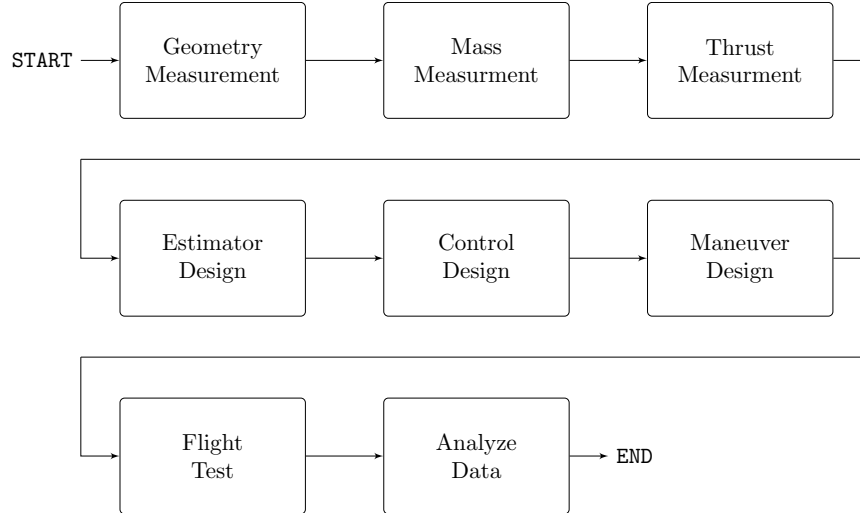 START
Geometry
Measurement
Mass
Measurment
Thrust
Measurment
Estimator
Design
Control
Design
Maneuver
Design
Flight
Test
Analyze
Data
END